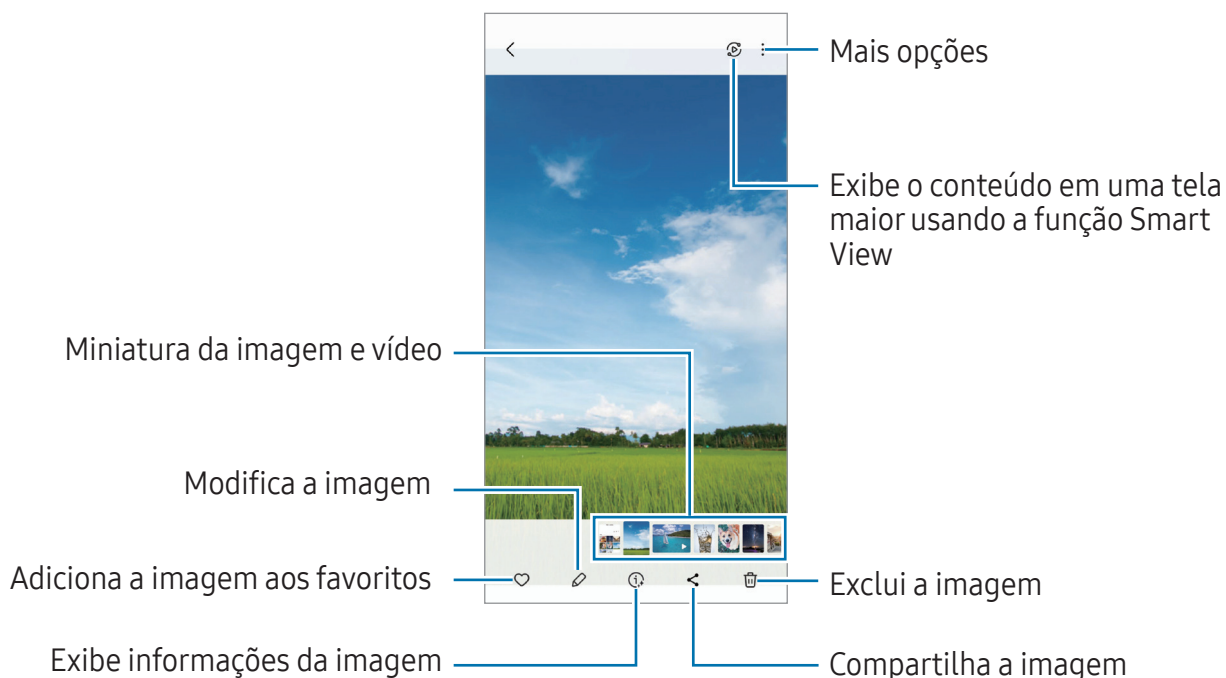 Mais opções
Exibe o conteúdo em uma tela
maior usando a função Smart
View
Miniatura da imagem e vídeo
Modifica a imagem
Adiciona a imagem aos favoritos
Exclui a imagem
Exibe informações da imagem
Compartilha a imagem